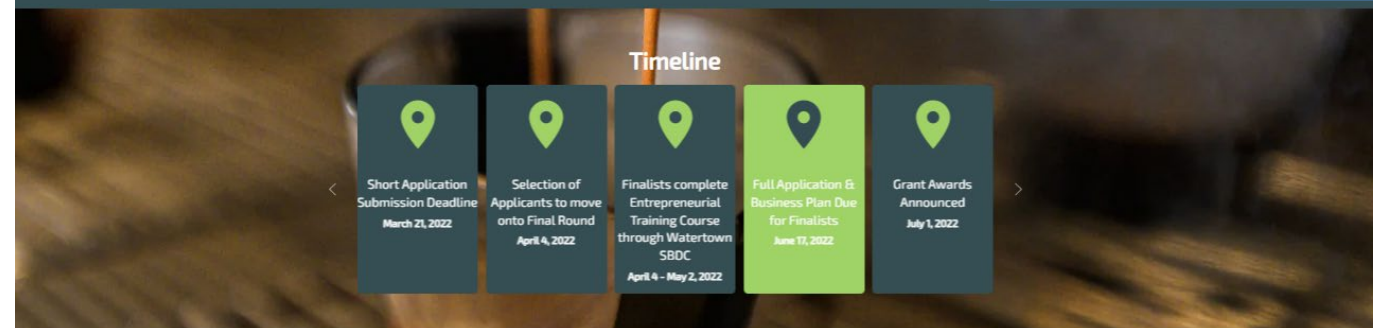 Timeline
Short Application
Submission Deadline
March 21, 2022
Selection of
Applicants to move
onto Final Round
April 4, 2022
Finalists complete
Entrepreneurial
Training Course
through Watertown
SBDC
April 4 - May 2, 2022
Full Application &
Business Plan Due
for Finalists
June 17, 2022
Grant Awards
Announced
July 1, 2022